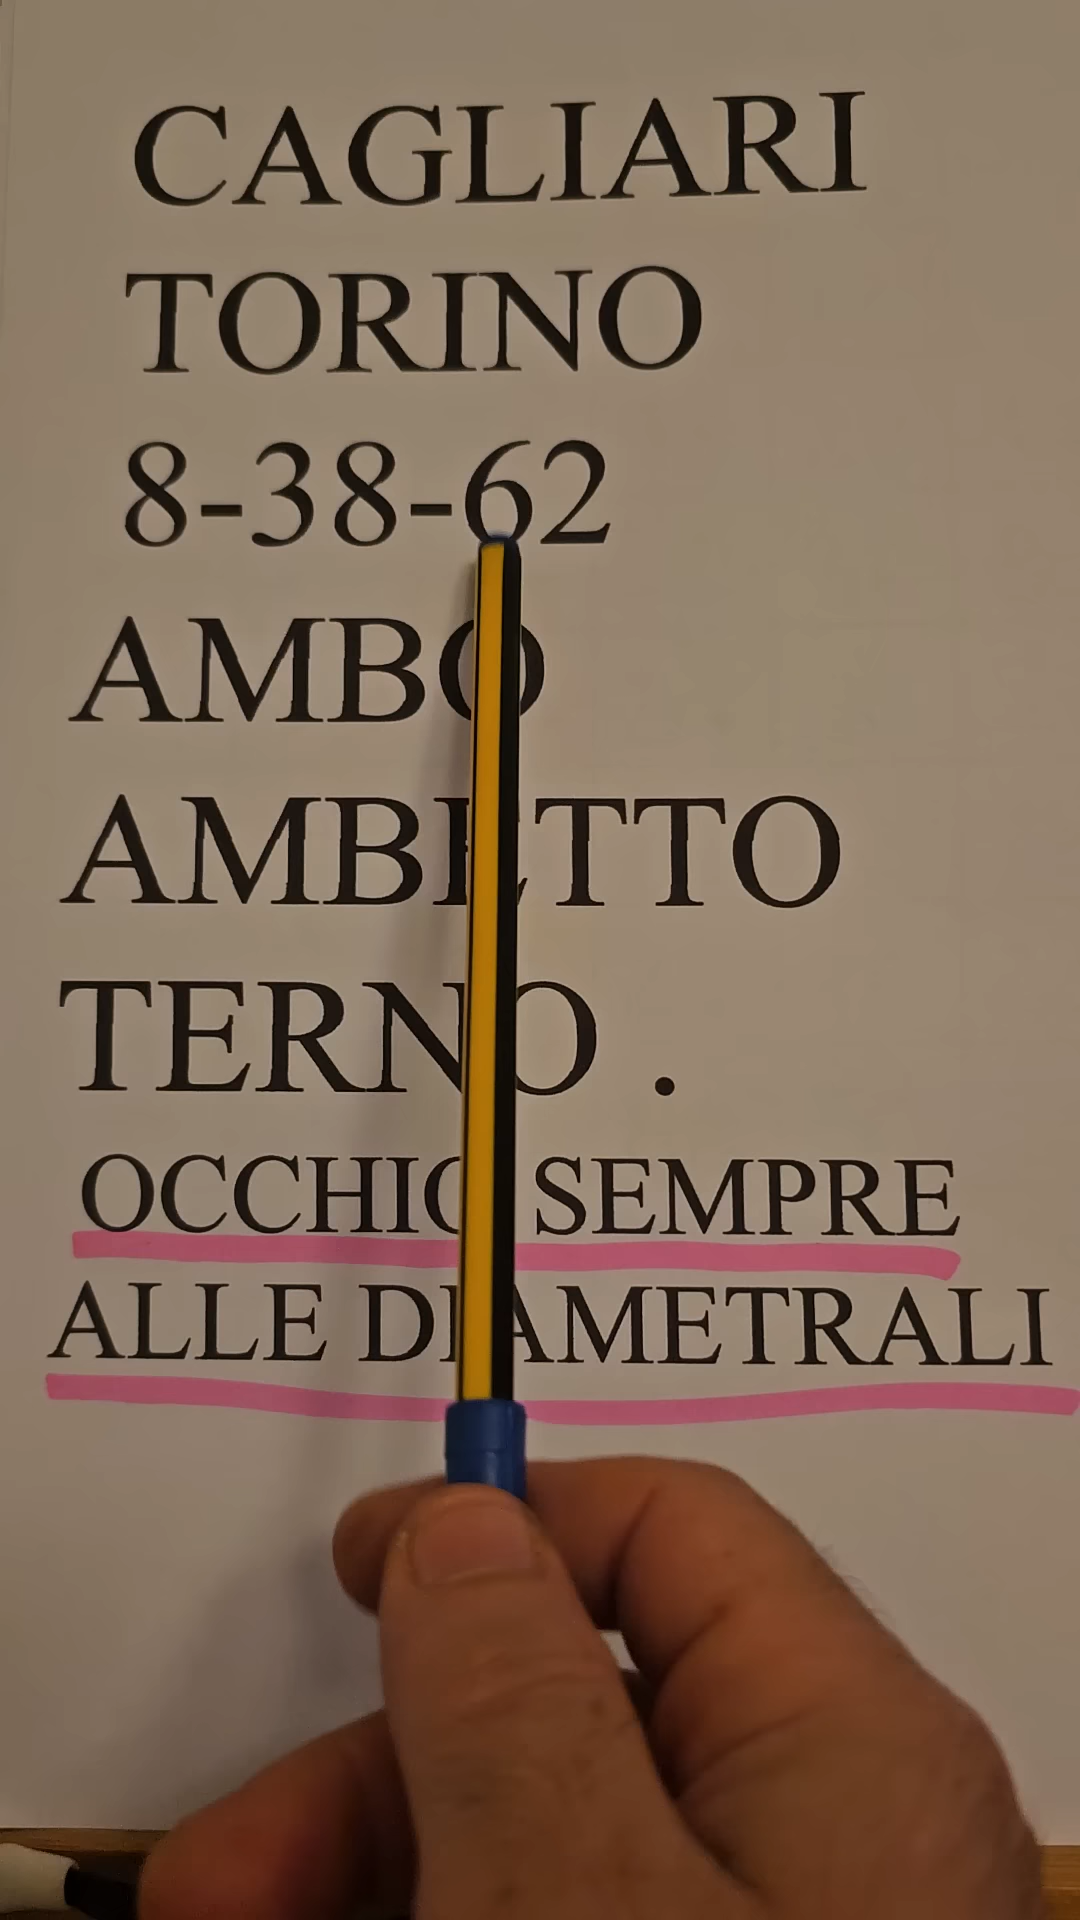 CAGLIARI
TORINO
8-38-62
AMBO
AMBETTO
TERNO .
OCCHIO SEMPRE
ALLE DIAMETRALI